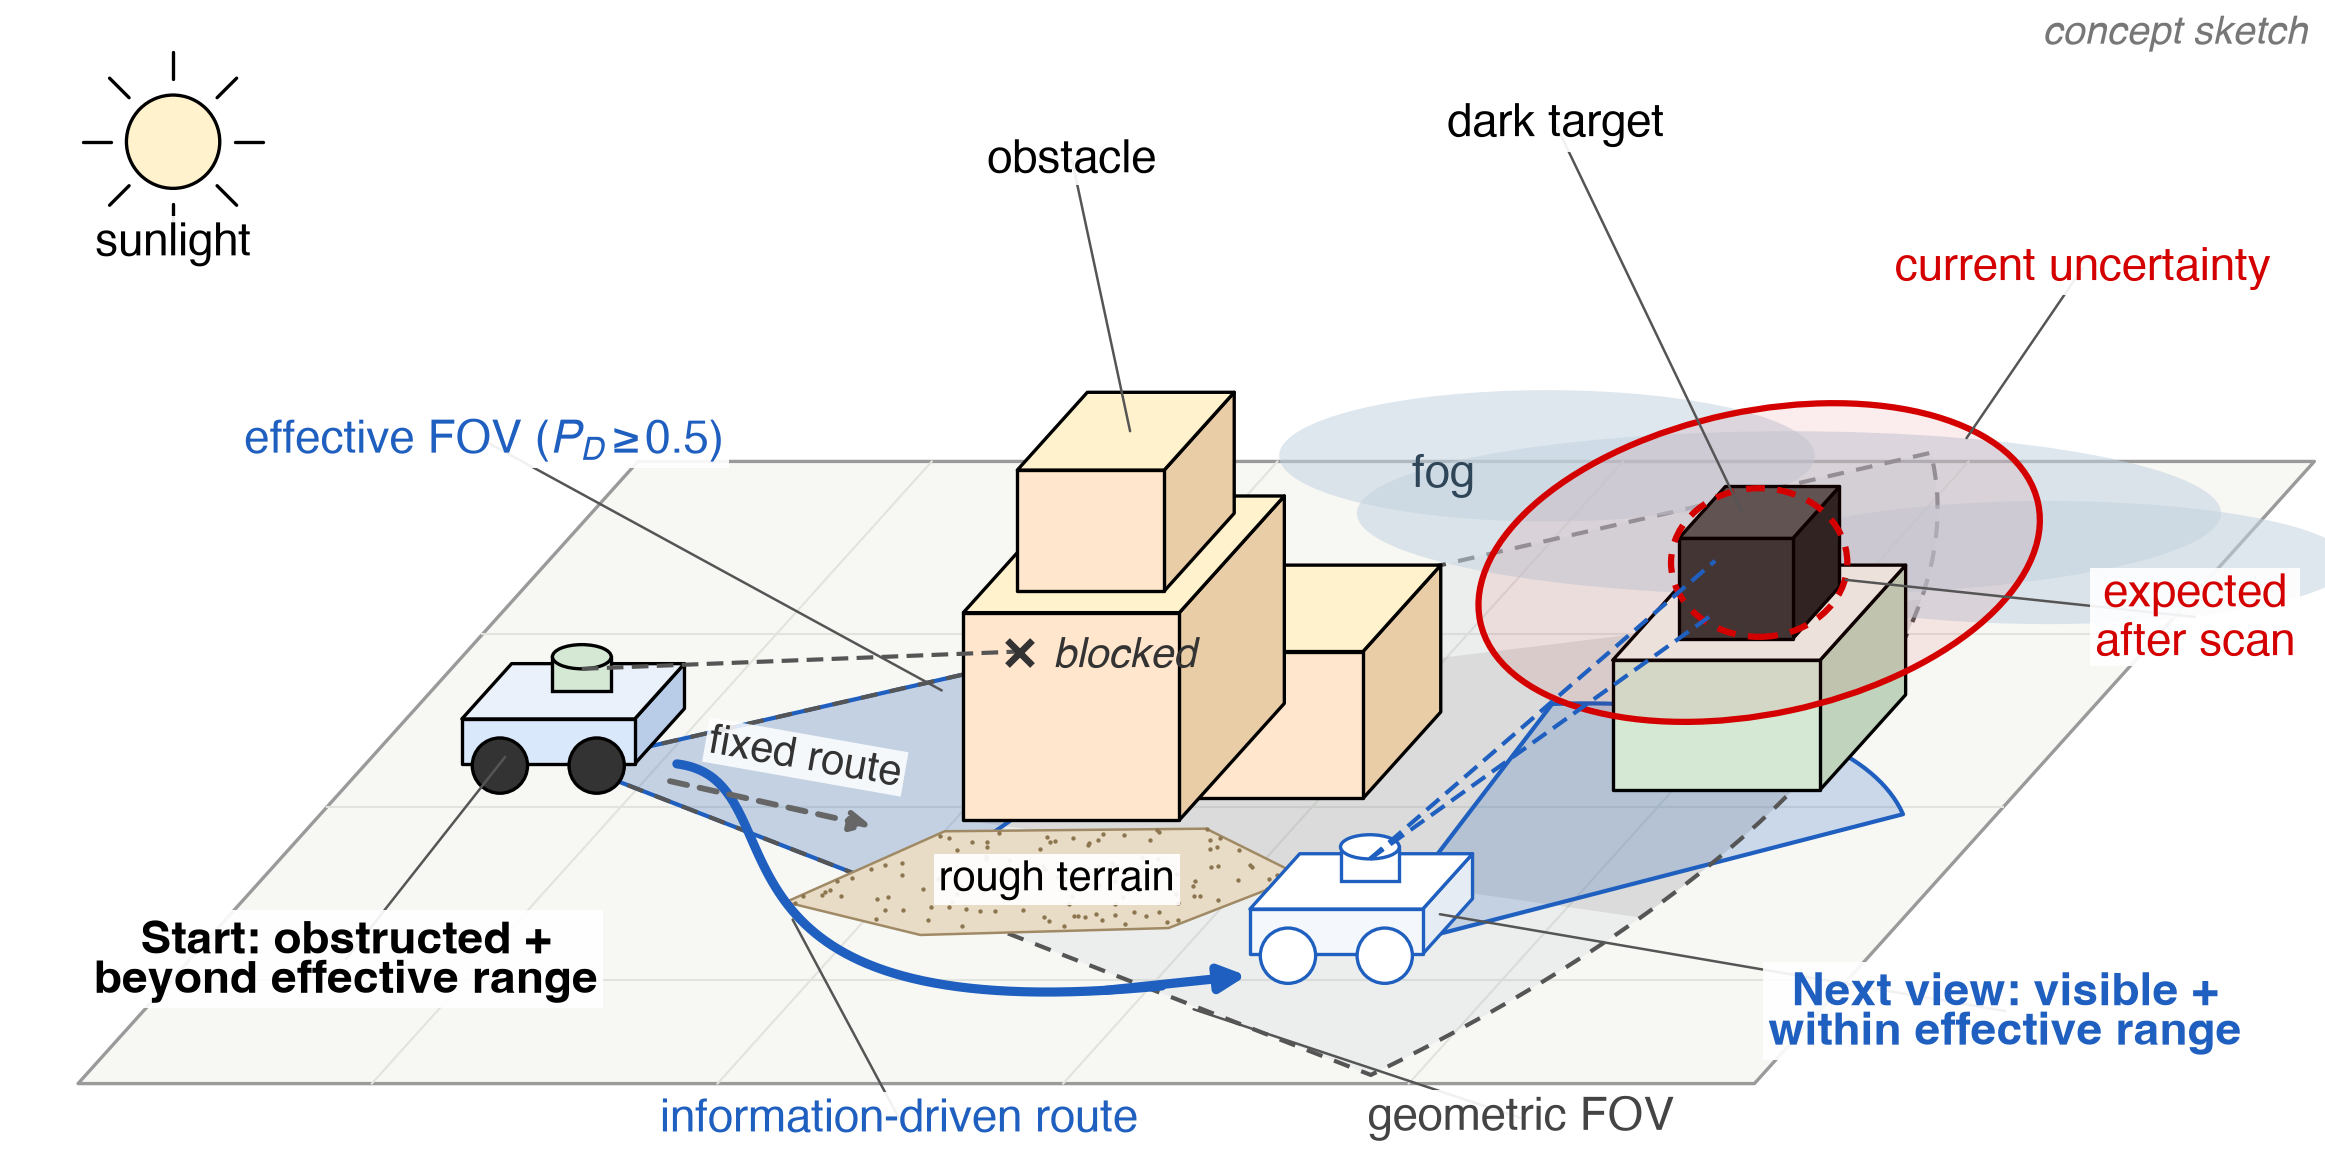 concept sketch
sunlight
obstacle
dark target
current uncertainty
effective FOV (P_D ≥ 0.5)
fog
expected
after scan
blocked
fixed route
rough terrain
Start: obstructed +
beyond effective range
Next view: visible +
within effective range
information-driven route
geometric FOV